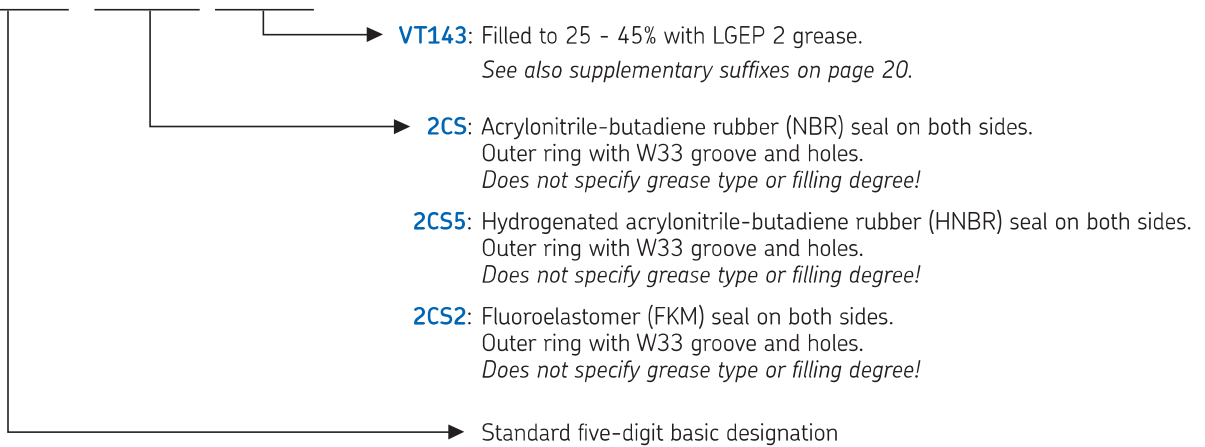 VT143: Filled to 25 - 45% with LGEP 2 grease.
See also supplementary suffixes on page 20.
2CS: Acrylonitrile-butadiene rubber (NBR) seal on both sides.
Outer ring with W33 groove and holes.
Does not specify grease type or filling degree!
2CS5: Hydrogenated acrylonitrile-butadiene rubber (HNBR) seal on both sides.
Outer ring with W33 groove and holes.
Does not specify grease type or filling degree!
2CS2: Fluoroelastomer (FKM) seal on both sides.
Outer ring with W33 groove and holes.
Does not specify grease type or filling degree!
Standard five-digit basic designation